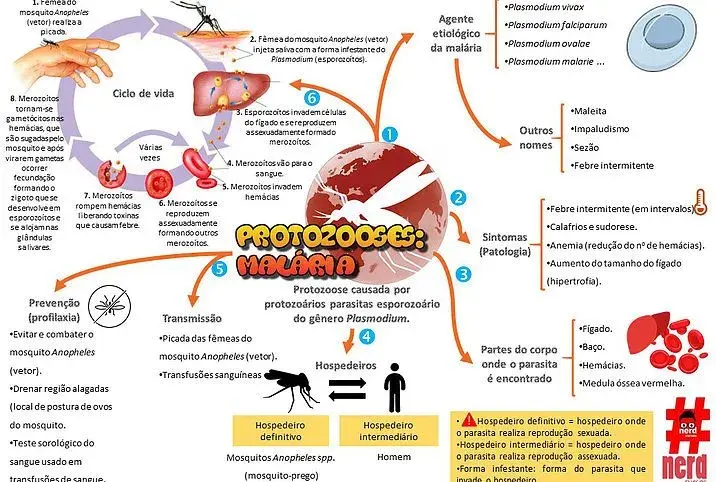 1. Fêmea do
mosquito Anopheles
(vetor) realiza a
picada.
2. Fêmea do mosquito Anopheles (vetor)
injeta saliva com a forma infestante do
Plasmodium (esporozoítos).
Ciclo de vida
3. Esporozoítos invadem células
do fígado e se reproduzem
assexuadamente formado
merozoítos.
4. Merozoítos vão para o
sangue.
5. Merozoítos invadem
hemácias
6. Merozoítos se
reproduzem
assexuadamente
formando outros
merozoítos.
Várias
vezes
7. Merozoítos
rompem hemácias
liberando toxinas
que causam febre.
8. Merozoítos
tornam-se
gametócitos nas
hemácias, que
são sugadas pelo
mosquito e após
virarem gametas
ocorrer
fecundação
formando o
zigoto que se
desenvolve em
esporozoítos e
se alojam nas
glândulas
salivares.
6
1
Agente
etiológico
da malária
•Plasmodium vivax
•Plasmodium falciparum
•Plasmodium ovalae
•Plasmodium malarie ...
Outros
nomes
•Maleita
•Impaludismo
•Sezão
•Febre intermitente
2
Sintomas
(Patologia)
•Febre intermitente (em intervalos)
•Calafrios e sudorese.
•Anemia (redução do nº de hemácias).
•Aumento do tamanho do fígado
(hipertrofia).
PROTOZOOSES:
MALÁRIA
Protozoose causada por
protozoários parasitas esporozoário
do gênero Plasmodium.
3
Partes do corpo
onde o parasita
é encontrado
•Fígado.
•Baço.
•Hemácias.
•Medula óssea vermelha.
4
Hospedeiros
Hospedeiro
definitivo
Mosquitos Anopheles spp.
(mosquito-prego)
Hospedeiro
intermediário
Homem
5
Transmissão
•Picada das fêmeas do
mosquito Anopheles (vetor).
•Transfusões sanguíneas
Prevenção
(profilaxia)
•Evitar e combater o
mosquito Anopheles
(vetor).
•Drenar região alagadas
(local de postura de ovos
do mosquito.
•Teste sorológico do
sangue usado em
transfusões de sangue.
•Hospedeiro definitivo = hospedeiro onde
o parasita realiza reprodução sexuada.
•Hospedeiro intermediário = hospedeiro onde
o parasita realiza reprodução assexuada.
•Forma infestante: forma do parasita que
invade o hospedeiro
#
nerd
nerd